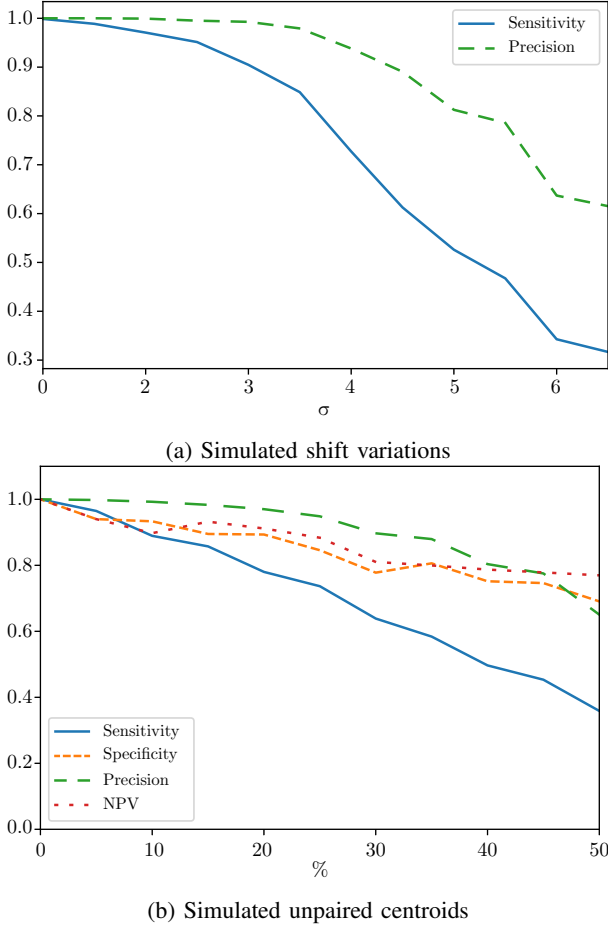 1.0
0.9
0.8
0.7
0.6
0.5
0.4
0.3
Sensitivity
Precision
0 2 3 4 5 6
σ
(a) Simulated shift variations
1.0
0.8
0.6
0.4
0.2
0.0
Sensitivity
Specificity
Precision
NPV
0 10 20 30 40 50
%
(b) Simulated unpaired centroids